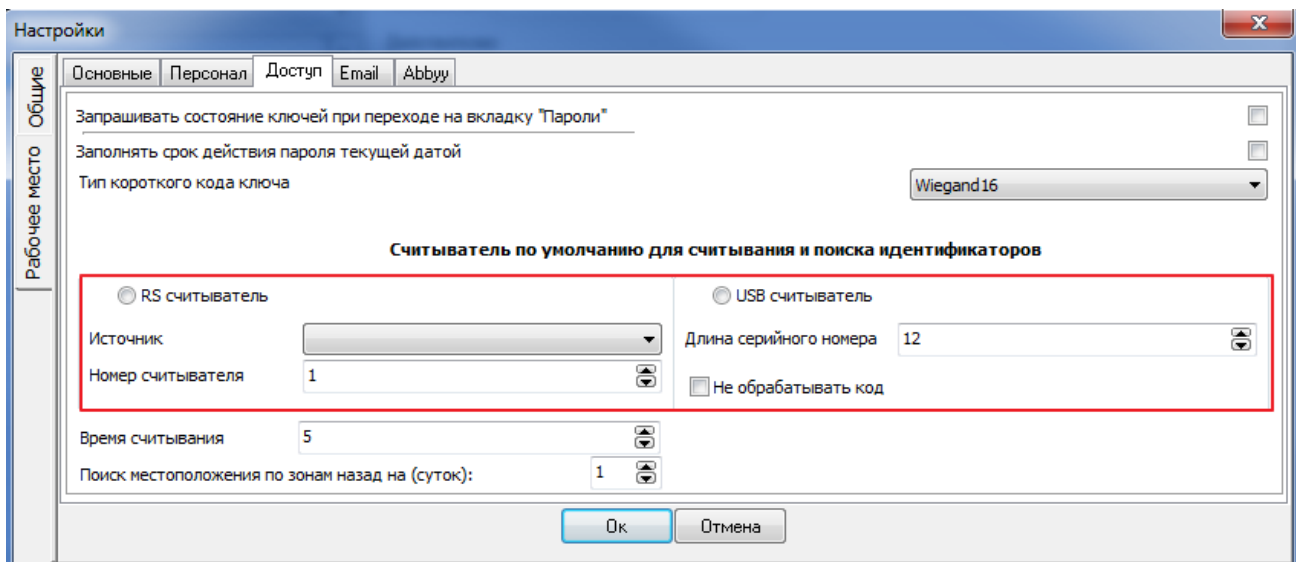 Настройки
Общие
Рабочее место
Основные Персонал Доступ Email Abbyy
Запрашивать состояние ключей при переходе на вкладку "Пароли"
Заполнять срок действия пароля текущей датой
Тип короткого кода ключа Wiegand16
Считыватель по умолчанию для считывания и поиска идентификаторов
RS считыватель USB считыватель
Источник Длина серийного номера 12
Номер считывателя 1 Не обрабатывать код
Время считывания 5
Поиск местоположения по зонам назад на (суток): 1
Ок Отмена